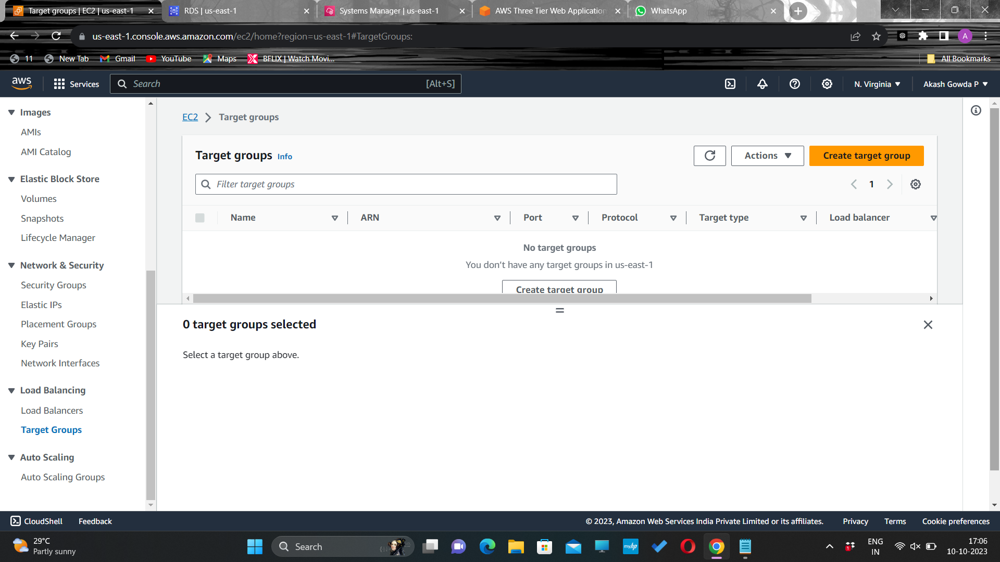 Target groups | EC2 | us-east-1
RDS | us-east-1
Systems Manager | us-east-1
AWS Three Tier Web Application
WhatsApp
us-east-1.console.aws.amazon.com/ec2/home?region=us-east-1#TargetGroups:
A
11
New Tab
Gmail
YouTube
Maps
BFLIX | Watch Movi...
All Bookmarks
aws
Services
Search
[Alt+S]
N. Virginia
Akash Gowda P
Images
AMIs
AMI Catalog
Elastic Block Store
Volumes
Snapshots
Lifecycle Manager
Network & Security
Security Groups
Elastic IPs
Placement Groups
Key Pairs
Network Interfaces
Load Balancing
Load Balancers
Target Groups
Auto Scaling
Auto Scaling Groups
EC2
Target groups
Target groups Info
Actions
Create target group
Filter target groups
1
Name
ARN
Port
Protocol
Target type
Load balancer
No target groups
You don't have any target groups in us-east-1
Create target group
0 target groups selected
Select a target group above.
CloudShell
Feedback
© 2023, Amazon Web Services India Private Limited or its affiliates.
Privacy
Terms
Cookie preferences
29°C
Partly sunny
Search
myhp
1
ENG
IN
17:06
10-10-2023